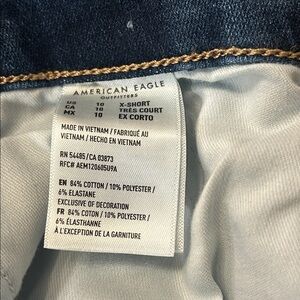 AMERICAN EAGLE
OUTFITTERS
US 10 X-SHORT
CA 10 TRÈS COURT
MX 10 EX CORTO
MADE IN VIETNAM / FABRIQUÉ AU
VIETNAM / HECHO EN VIETNAM
RN 54485/CA 03873
RFC# AEM120605U9A
EN 84% COTTON / 10% POLYESTER /
6% ELASTANE
EXCLUSIVE OF DECORATION
FR 84% COTON / 10% POLYESTER /
6% ÉLASTHANNE
À L'EXCEPTION DE LA GARNITURE